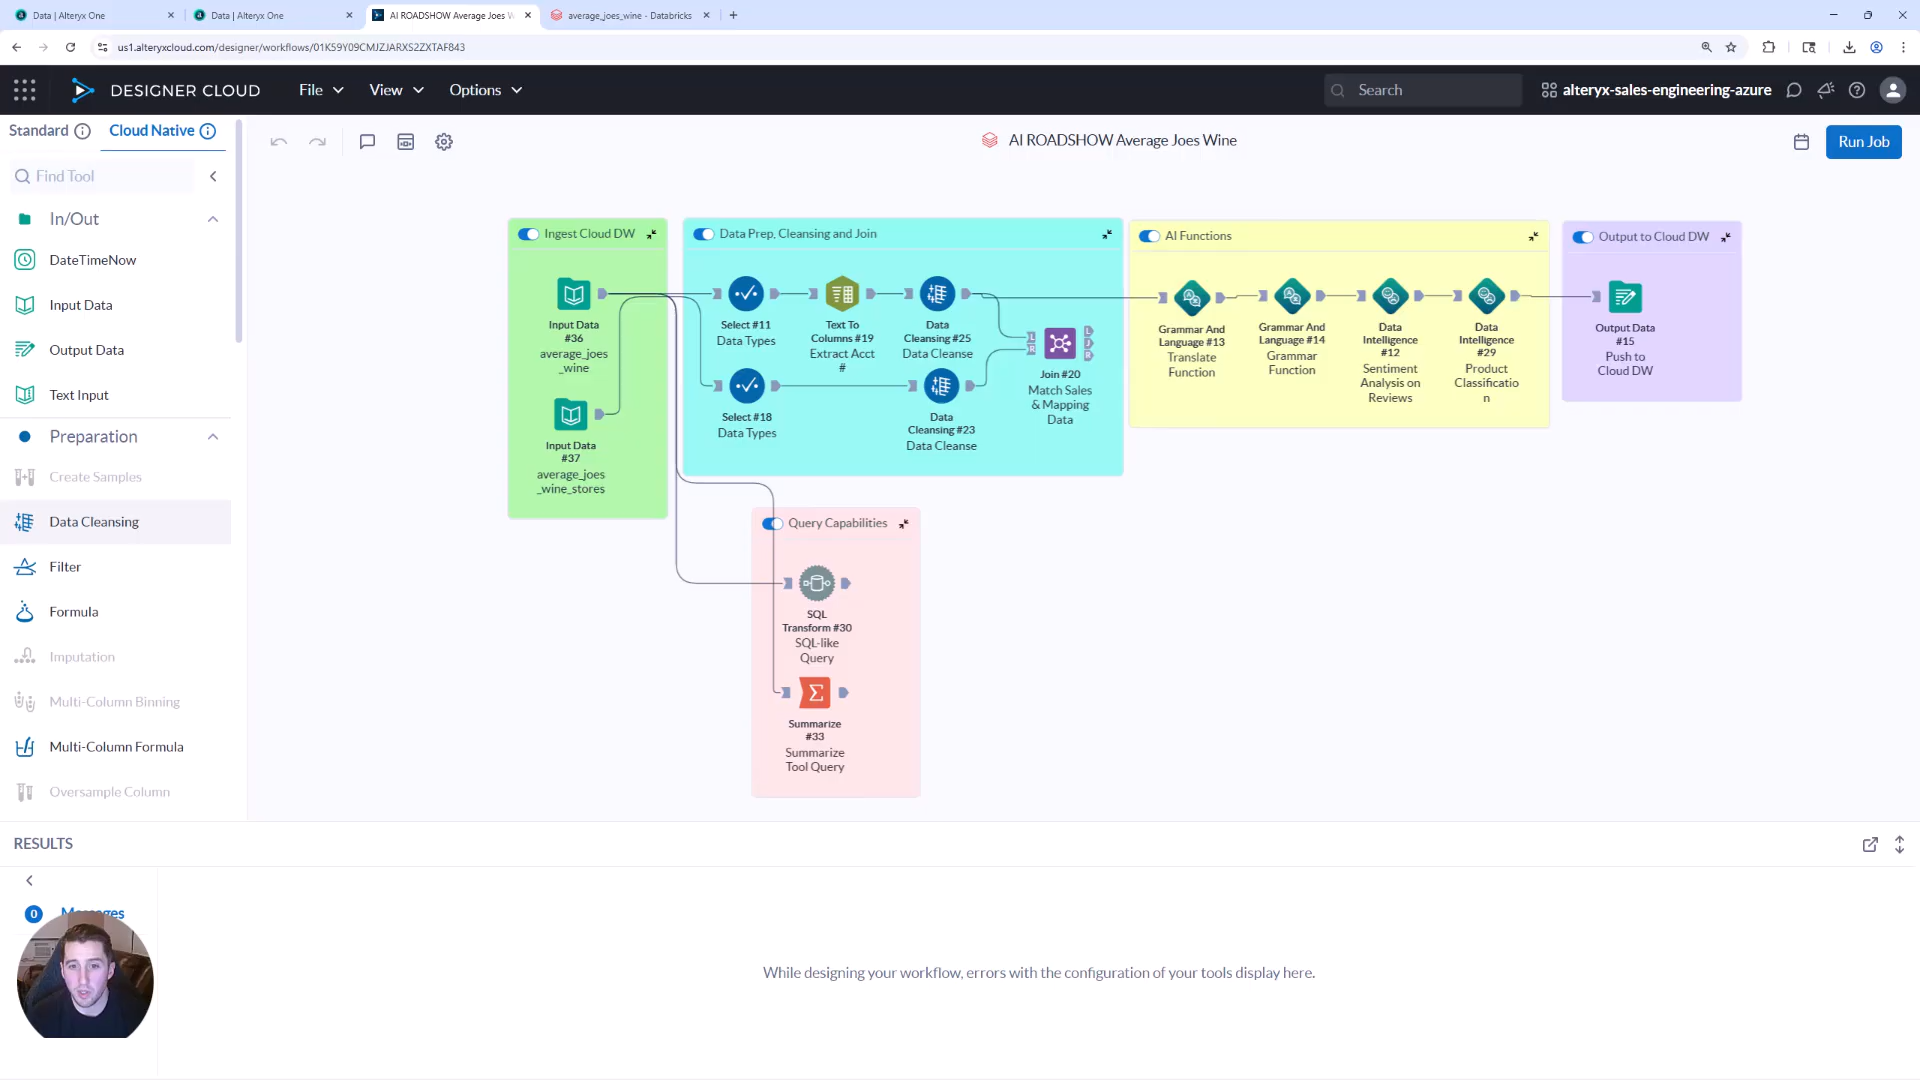 Data | Alteryx One
Data | Alteryx One
AI ROADSHOW Average Joes W
average_joes_wine - Databricks
us1.alteryxcloud.com/designer/workflows/01K59Y09CMJZJARXS2ZXTAF843
DESIGNER CLOUD
File
View
Options
Search
alteryx-sales-engineering-azure
Standard
Cloud Native
AI ROADSHOW Average Joes Wine
Run Job
Find Tool
In/Out
DateTimeNow
Input Data
Output Data
Text Input
Preparation
Create Samples
Data Cleansing
Filter
Formula
Imputation
Multi-Column Binning
Multi-Column Formula
Oversample Column
Ingest Cloud DW
Input Data
#36
average_joes
_wine
Input Data
#37
average_joes
_wine_stores
Data Prep, Cleansing and Join
Select #11
Data Types
Text To
Columns #19
Extract Acct
#
Data
Cleansing #25
Data Cleanse
Select #18
Data Types
Data
Cleansing #23
Data Cleanse
L
R
L
J
R
Join #20
Match Sales
& Mapping
Data
AI Functions
Grammar And
Language #13
Translate
Function
Grammar And
Language #14
Grammar
Function
Data
Intelligence
#12
Sentiment
Analysis on
Reviews
Data
Intelligence
#29
Product
Classificatio
n
Output to Cloud DW
Output Data
#15
Push to
Cloud DW
Query Capabilities
SQL
Transform #30
SQL-like
Query
Summarize
#33
Summarize
Tool Query
RESULTS
0
Messages
While designing your workflow, errors with the configuration of your tools display here.